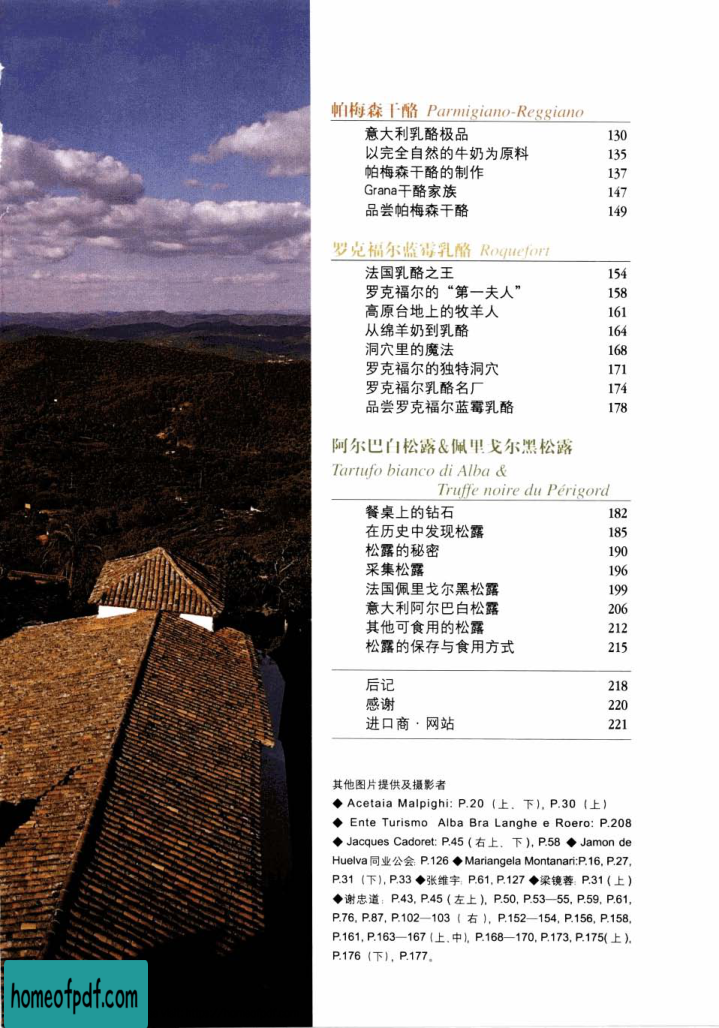 帕梅森干酪 Parmigiano-Reggiano
意大利乳酪极品 130
以完全自然的牛奶为原料 135
帕梅森干酪的制作 137
Grana干酪家族 147
品尝帕梅森干酪 149
罗克福尔蓝霉乳酪 Roquefort
法国乳酪之王 154
罗克福尔的“第一夫人” 158
高原台地上的牧羊人 161
从绵羊奶到乳酪 164
洞穴里的魔法 168
罗克福尔的独特洞穴 171
罗克福尔乳酪名厂 174
品尝罗克福尔蓝霉乳酪 178
阿尔巴白松露&佩里戈尔黑松露
Tartufo bianco di Alba &
Truffe noire du Périgord
餐桌上的钻石 182
在历史中发现松露 185
松露的秘密 190
采集松露 196
法国佩里戈尔黑松露 199
意大利阿尔巴白松露 206
其他可食用的松露 212
松露的保存与食用方式 215
后记 218
感谢 220
进口商·网站 221
其他图片提供及摄影者
◆ Acetaia Malpighi: P.20（上、下）, P.30（上）
◆ Ente Turismo Alba Bra Langhe e Roero: P.208
◆ Jacques Cadoret: P.45（右上、下）, P.58 ◆ Jamon de
Huelva同业公会: P.126 ◆Mariangela Montanari:P.16, P.27,
P.31（下）, P.33 ◆张维宇: P.61, P.127 ◆梁镜蓉: P.31（上）
◆谢忠道: P.43, P.45（左上）, P.50, P.53—55, P.59, P.61,
P.76, P.87, P.102—103（右）, P.152—154, P.156, P.158,
P.161, P.163—167（上、中）, P.168—170, P.173, P.175(上),
P.176（下）, P.177。
homeofpdf.com